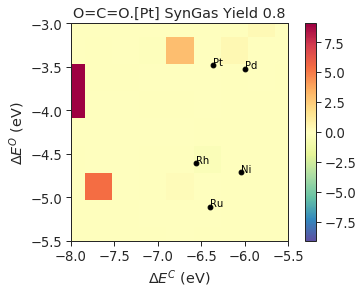 O=C=O.[Pt] SynGas Yield 0.8
−3.0
−3.5
−4.0
−4.5
−5.0
−5.5
ΔE^O (eV)
Pt
Pd
Rh
Ni
Ru
−8.0 −7.5 −7.0 −6.5 −6.0 −5.5
ΔE^C (eV)
7.5
5.0
2.5
0.0
−2.5
−5.0
−7.5